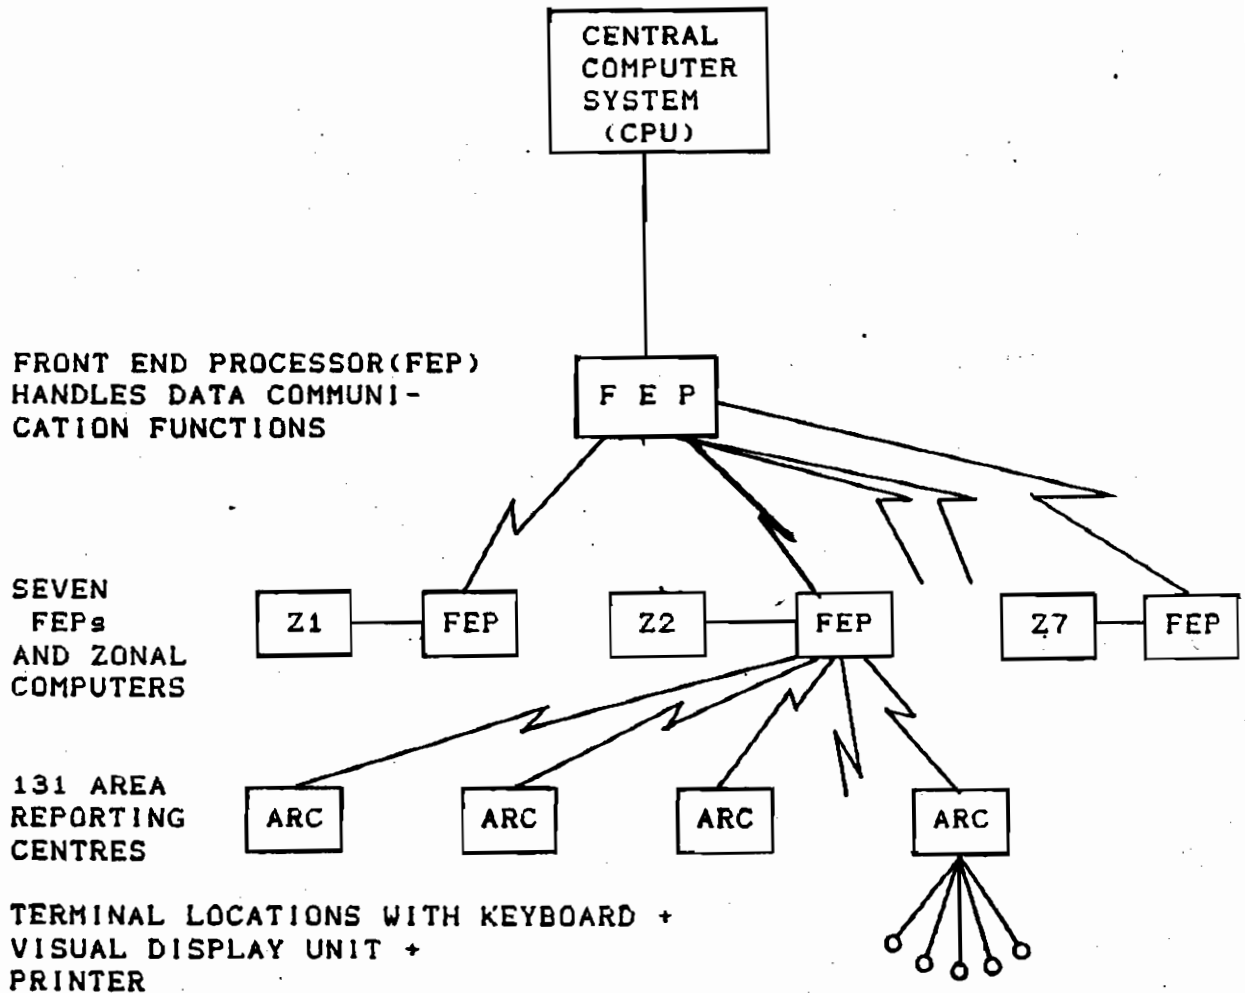 CENTRAL
COMPUTER
SYSTEM
(CPU)
FRONT END PROCESSOR(FEP)
HANDLES DATA COMMUNI-
CATION FUNCTIONS
F E P
SEVEN
FEPs
AND ZONAL
COMPUTERS
Z1 FEP Z2 FEP Z7 FEP
131 AREA
REPORTING
CENTRES
ARC ARC ARC ARC
TERMINAL LOCATIONS WITH KEYBOARD +
VISUAL DISPLAY UNIT +
PRINTER